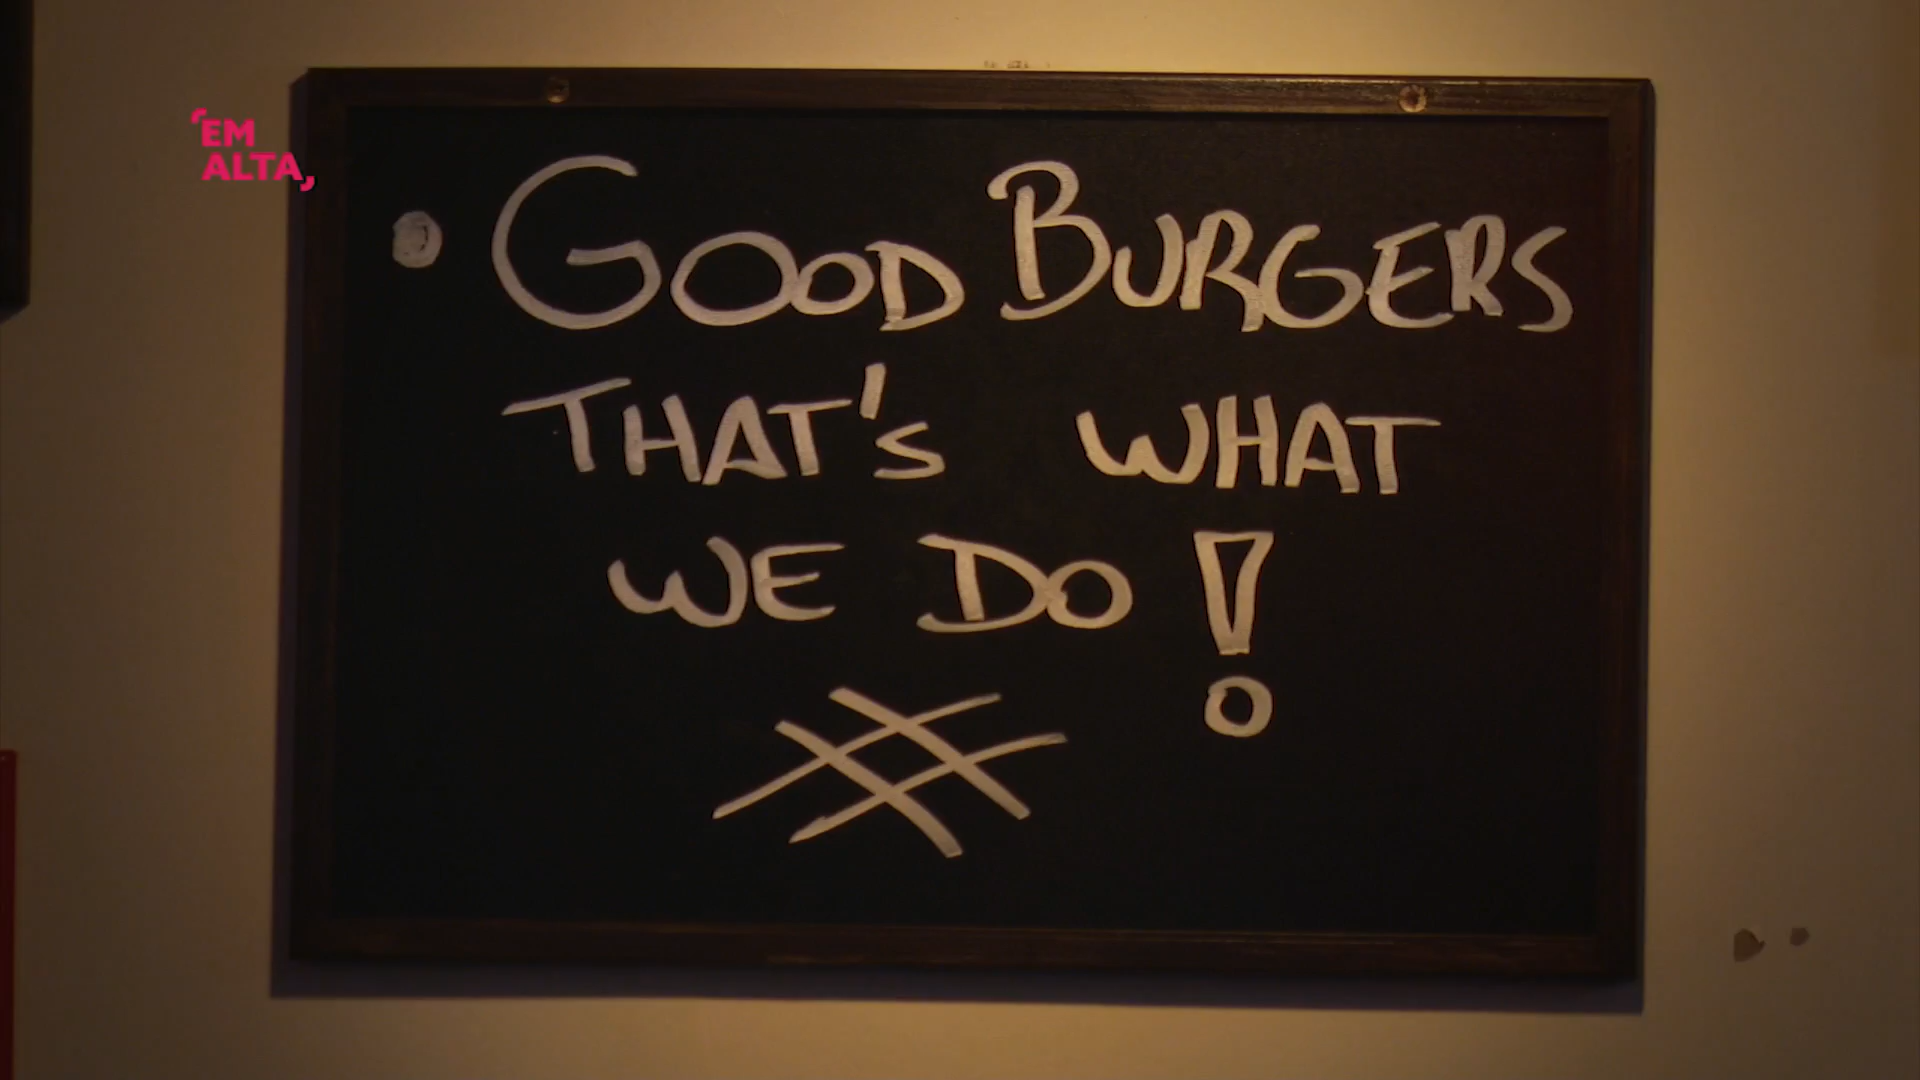 'EM
ALTA,
GOOD BURGERS
THAT'S WHAT
WE DO!